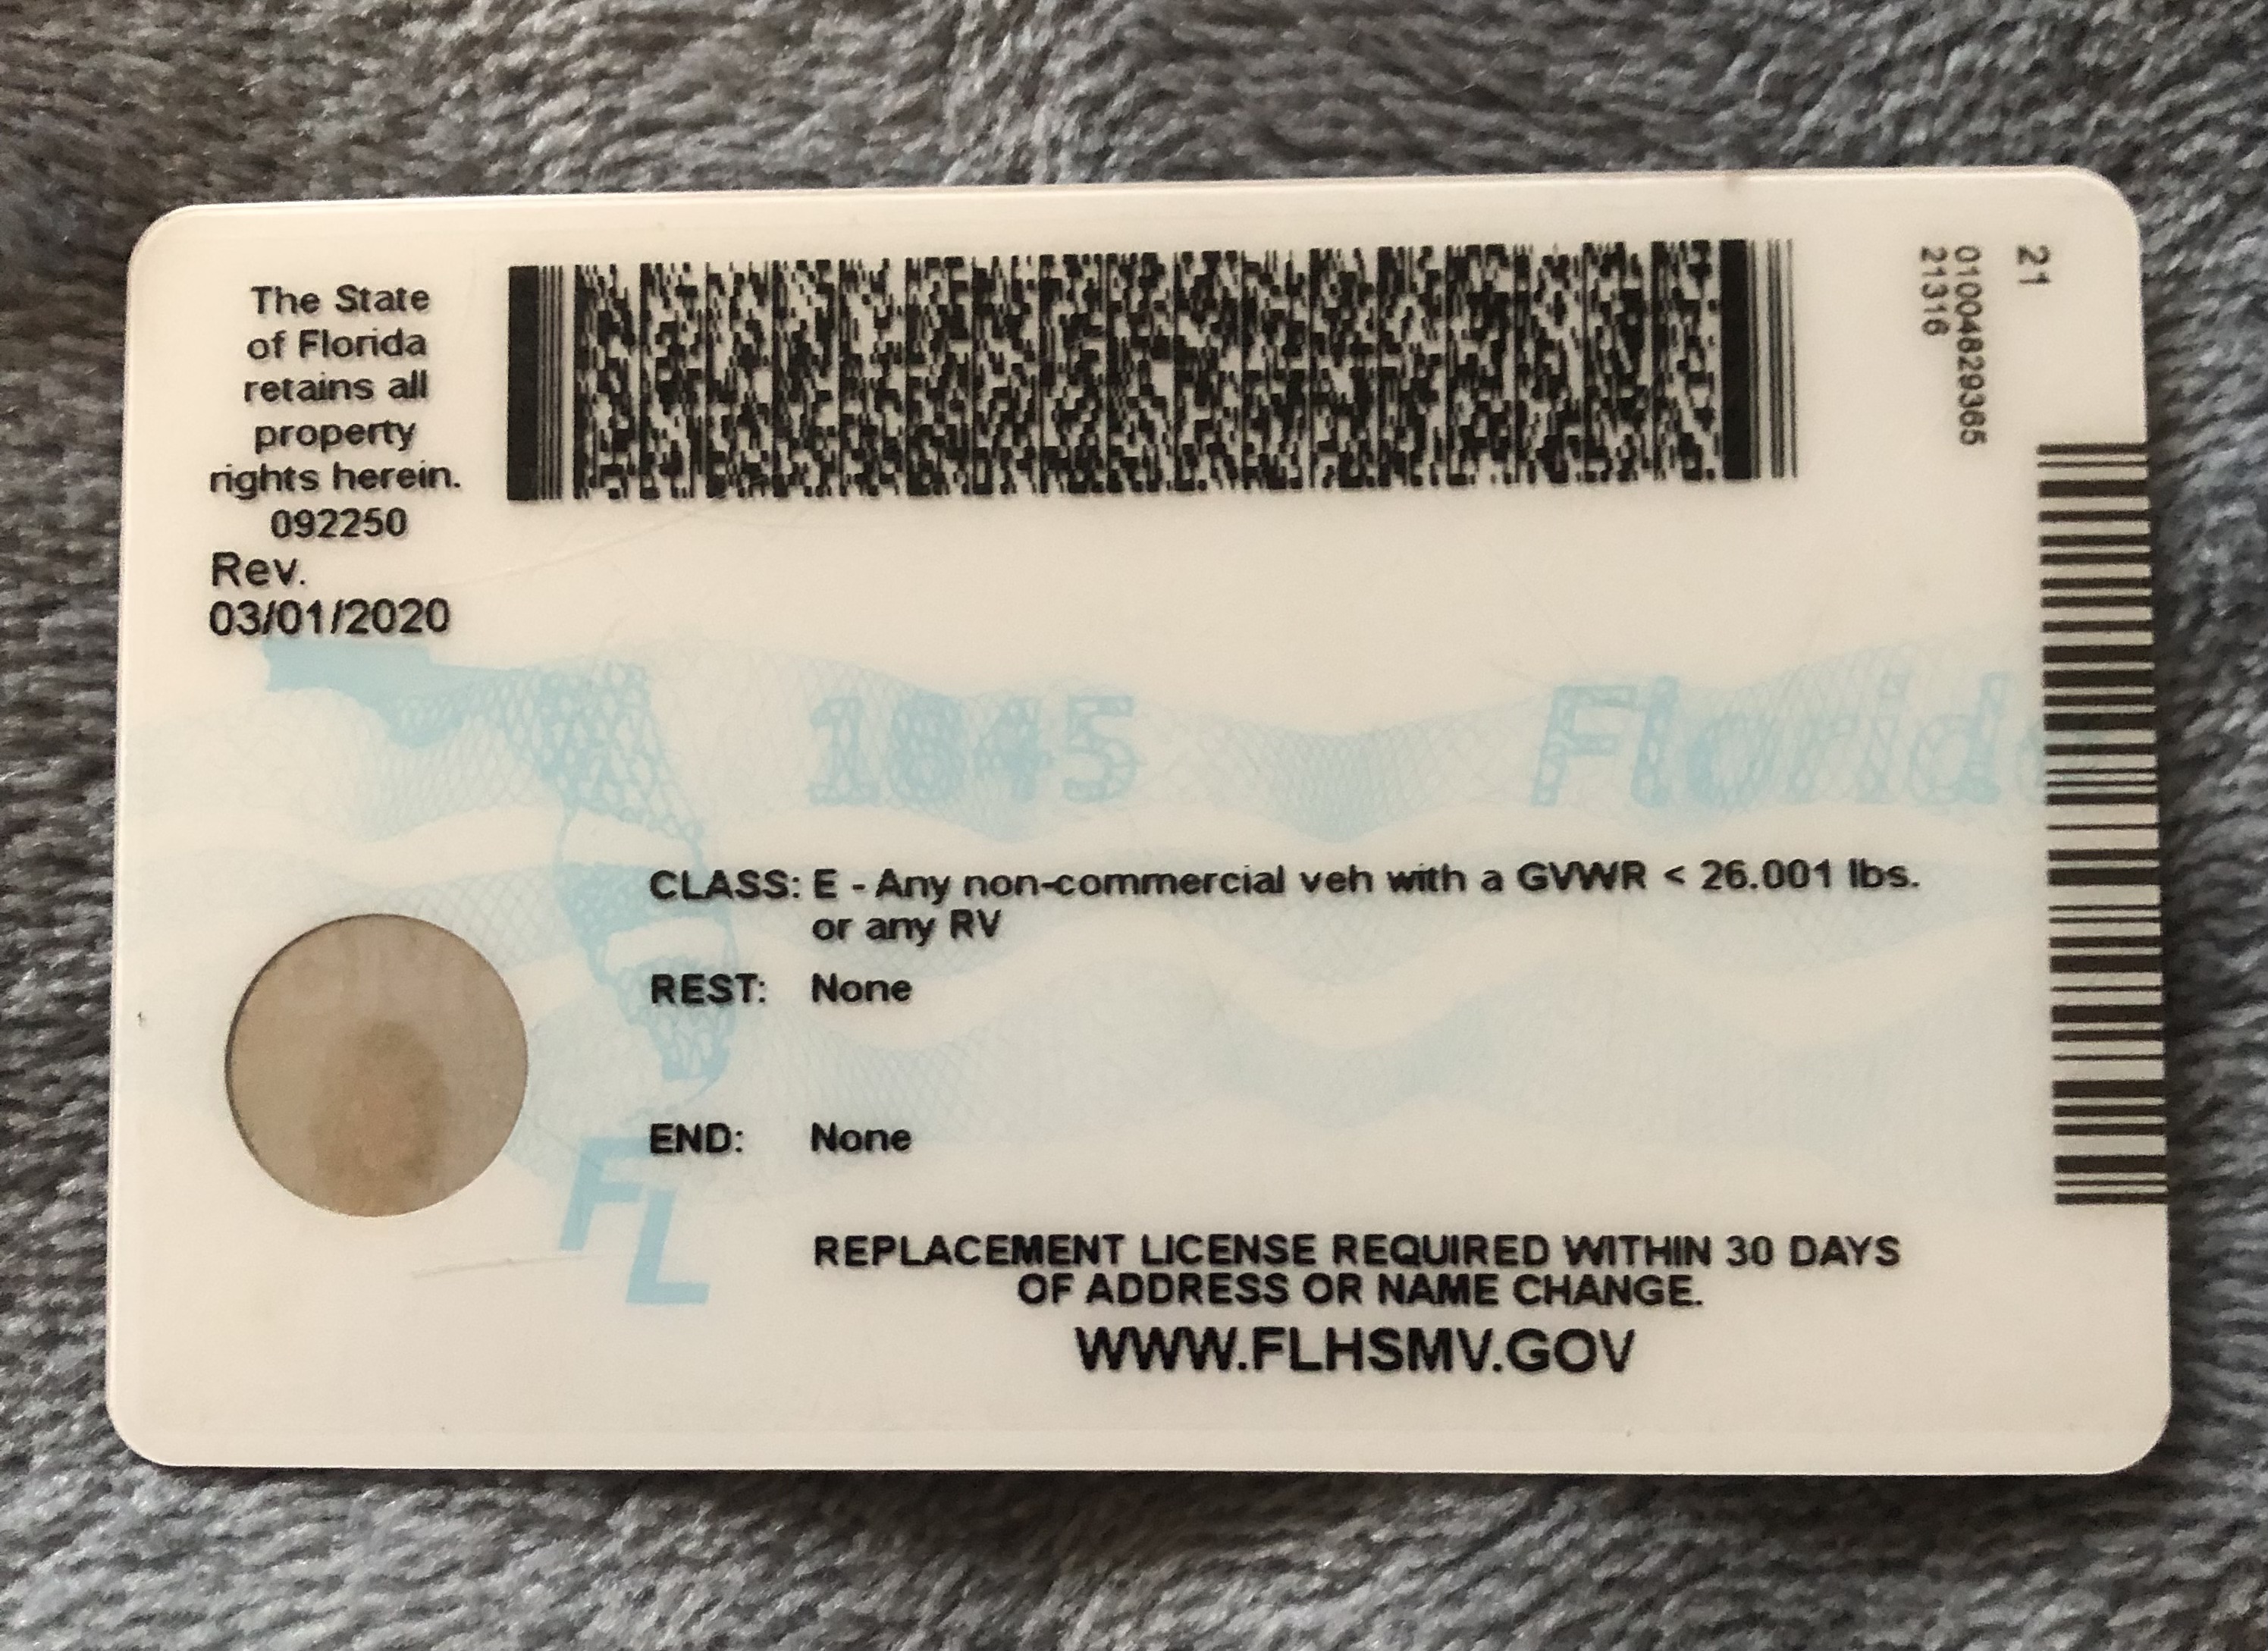 The State
of Florida
retains all
property
rights herein.
092250
Rev.
03/01/2020
21
0100482293365
21316
1845
Florida
CLASS: E - Any non-commercial veh with a GVWR < 26.001 lbs.
or any RV
REST: None
END: None
FL
REPLACEMENT LICENSE REQUIRED WITHIN 30 DAYS
OF ADDRESS OR NAME CHANGE.
WWW.FLHSMV.GOV